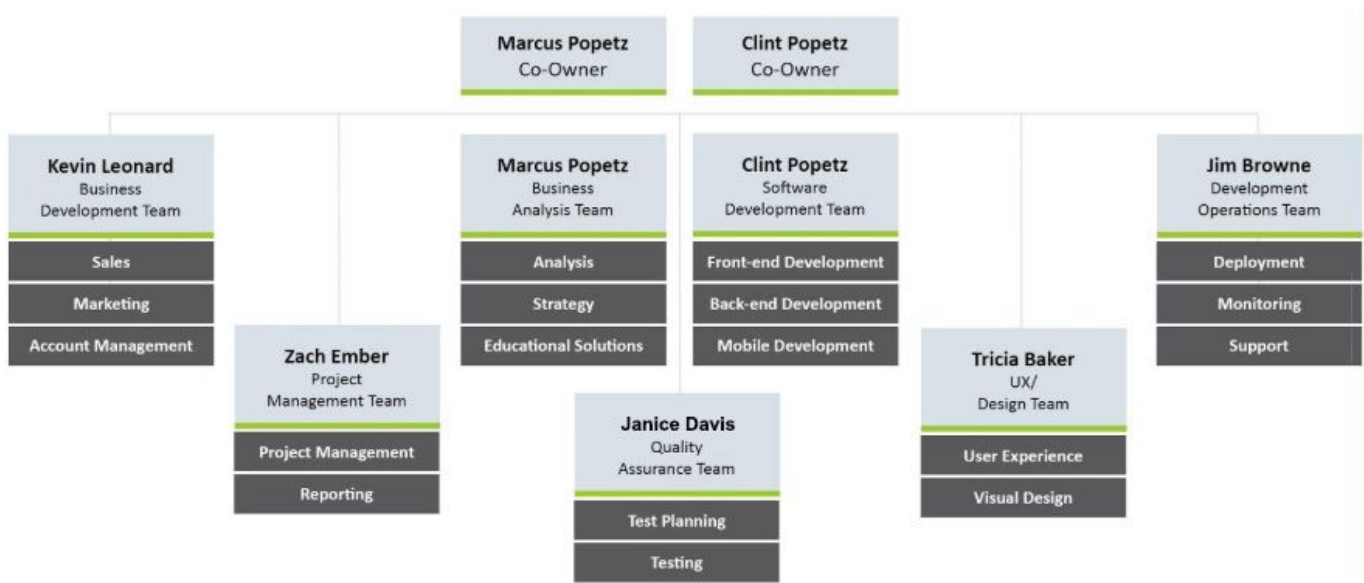 Marcus Popetz
Co-Owner
Clint Popetz
Co-Owner
Kevin Leonard
Business
Development Team
Sales
Marketing
Account Management
Zach Ember
Project
Management Team
Project Management
Reporting
Marcus Popetz
Business
Analysis Team
Analysis
Strategy
Educational Solutions
Janice Davis
Quality
Assurance Team
Test Planning
Testing
Clint Popetz
Software
Development Team
Front-end Development
Back-end Development
Mobile Development
Tricia Baker
UX/
Design Team
User Experience
Visual Design
Jim Browne
Development
Operations Team
Deployment
Monitoring
Support